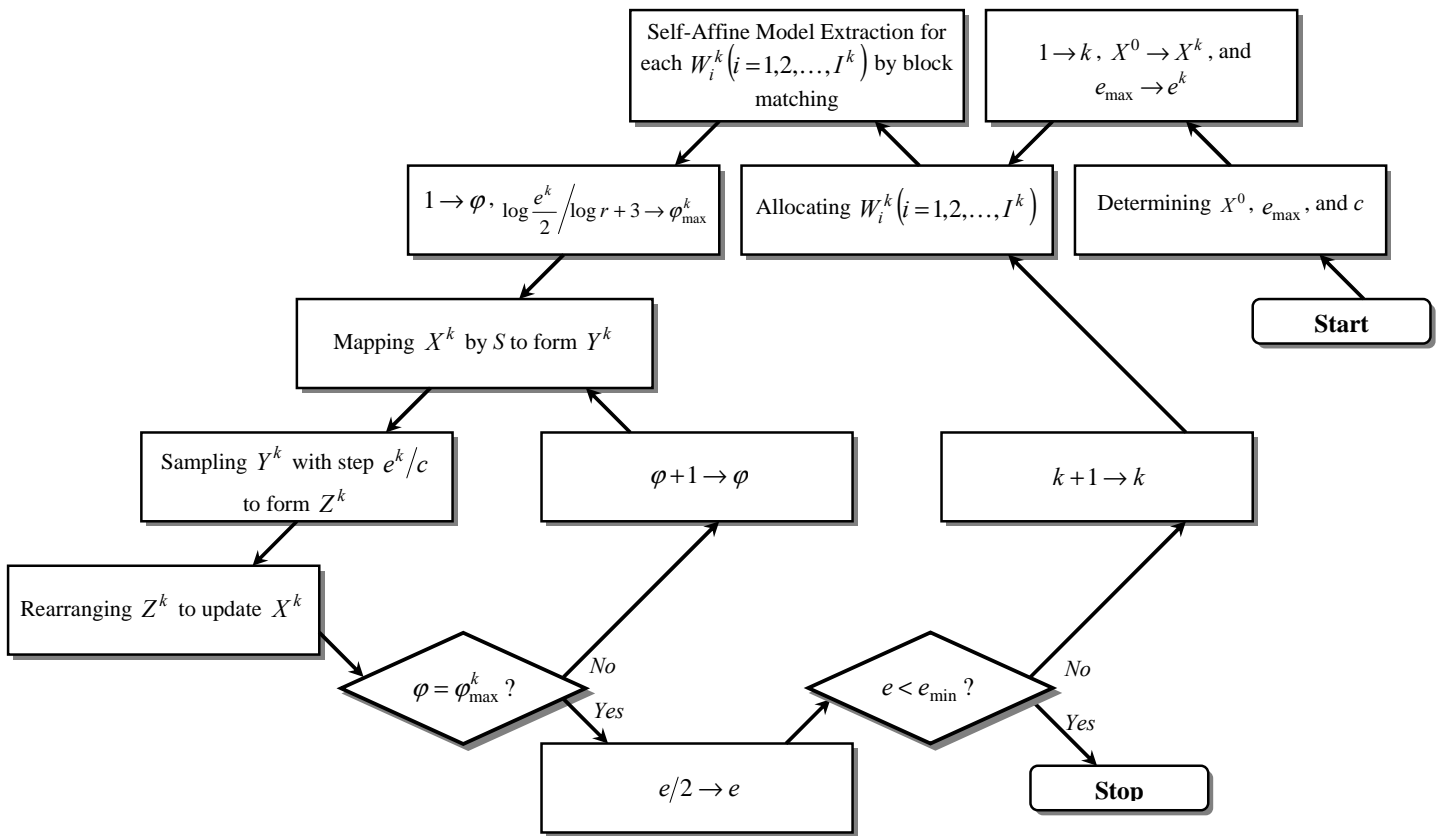 Self-Affine Model Extraction for
each W_i^k (i = 1,2,…, I^k) by block
matching
1 → k , X^0 → X^k , and
e_max → e^k
1 → φ , log e^k/2 / log r + 3 → φ_max^k
Allocating W_i^k (i = 1,2,…, I^k)
Determining X^0 , e_max , and c
Mapping X^k by S to form Y^k
Start
Sampling Y^k with step e^k/c
to form Z^k
φ + 1 → φ
k + 1 → k
Rearranging Z^k to update X^k
φ = φ_max^k ?
No
Yes
e < e_min ?
No
Yes
e/2 → e
Stop